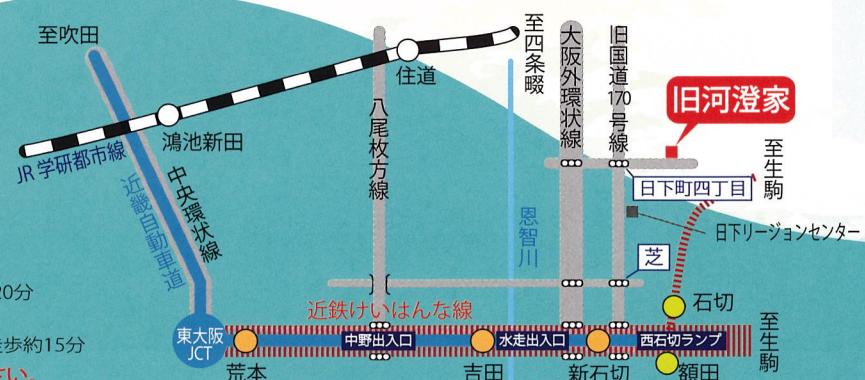 至吹田
至四条畷
大阪外環状線
旧国道170号線
旧河澄家
住道
八尾枚方線
鴻池新田
JR学研都市線
中央環状線
近畿自動車道
恩智川
日下町四丁目
至生駒
日下リージョンセンター
芝
20分
近鉄けいはんな線
石切
東大阪
JCT
中野出入口
水走出入口
西石切ランプ
至生駒
歩約15分
荒本
吉田
新石切
額田
さい。